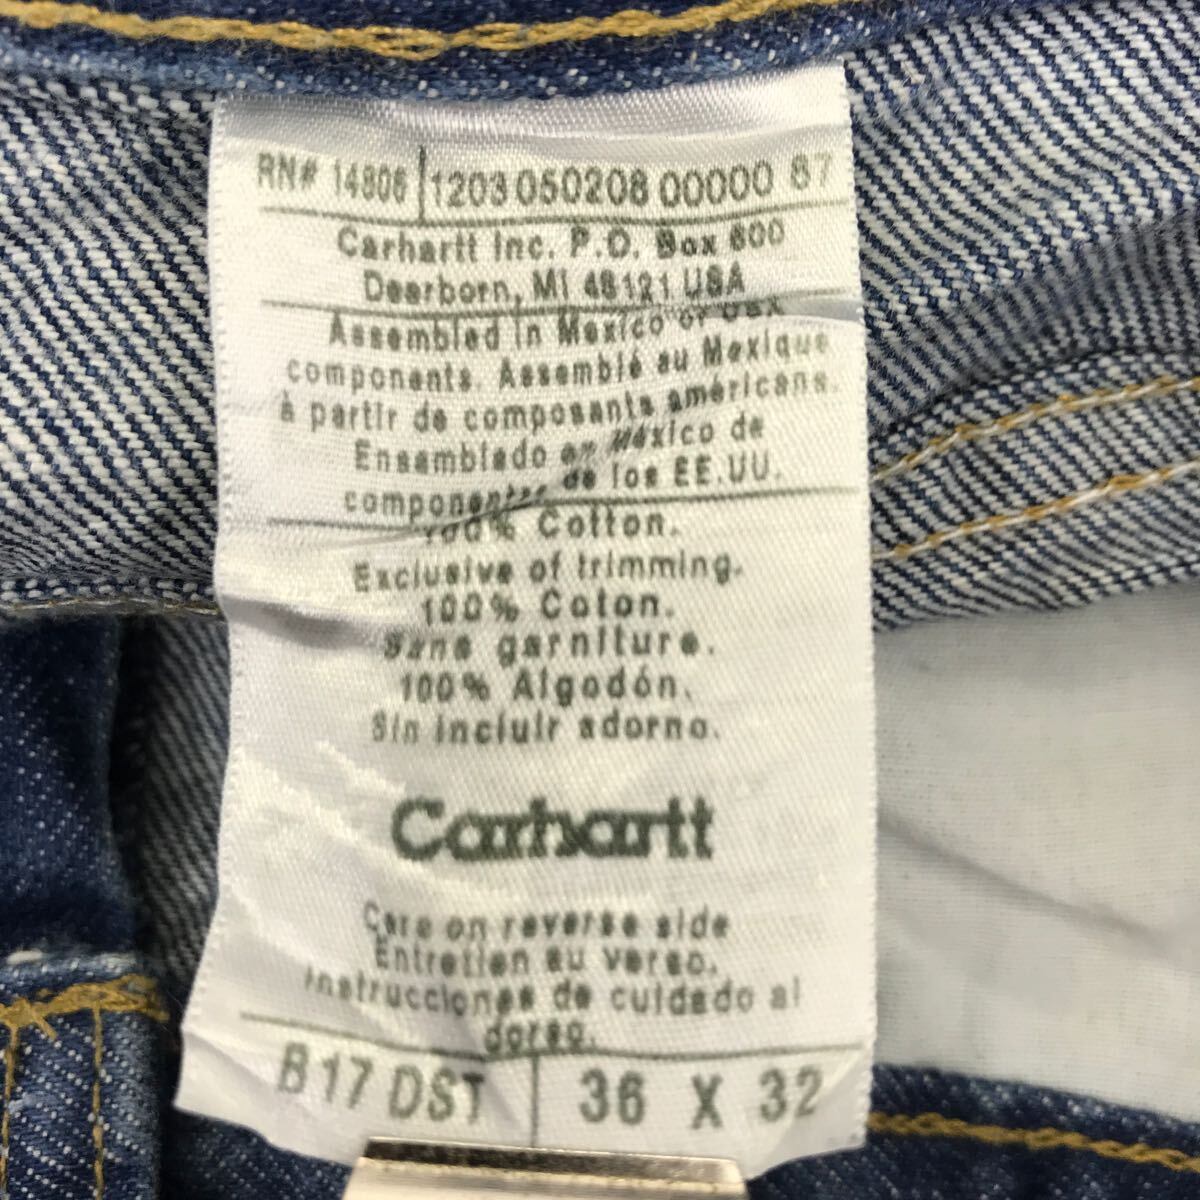 RN# 14806 1203 050208 00000 87
Carhartt Inc. P.O. Box 600
Dearborn, MI 48121 USA
Assembled in Mexico of USA
components. Assemblé au Mexique
à partir de composants américans.
Ensamblado en México de
componentes de los EE.UU.
100% Cotton.
Exclusive of trimming.
100% Coton.
Sans garniture.
100% Algodón.
Sin incluir adorno.
Carhartt
Care on reverse side
Entretien au verso.
Instrucciones de cuidado al
dorso.
B17 DST 36 X 32